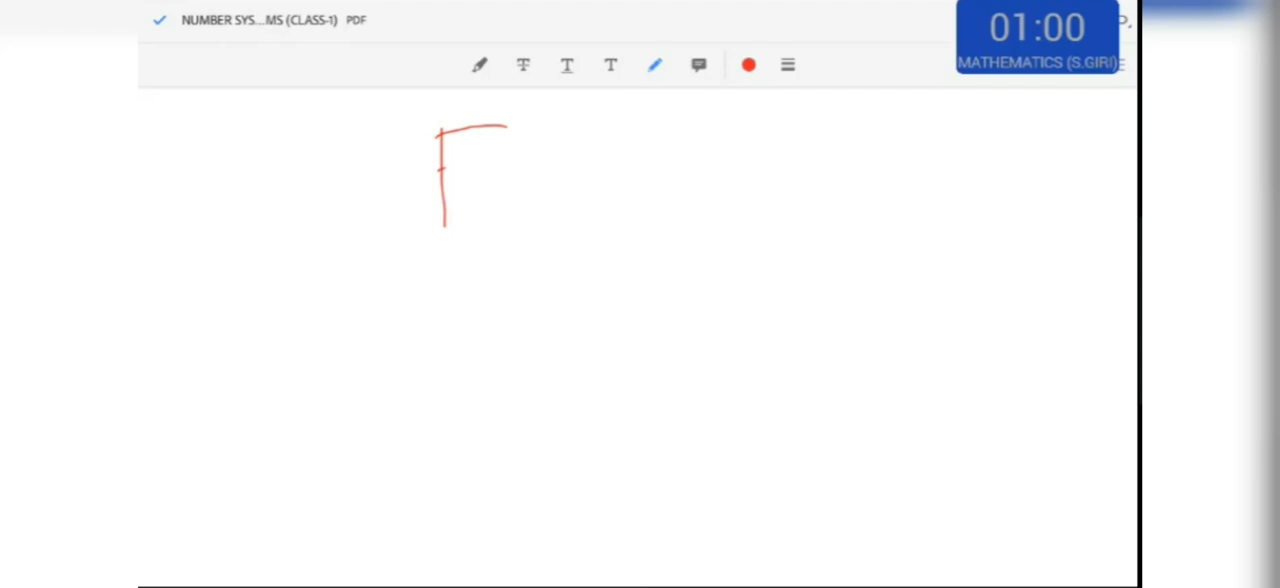 NUMBER SYS...MS (CLASS-1) PDF
01:00
MATHEMATICS (S.GIRI)